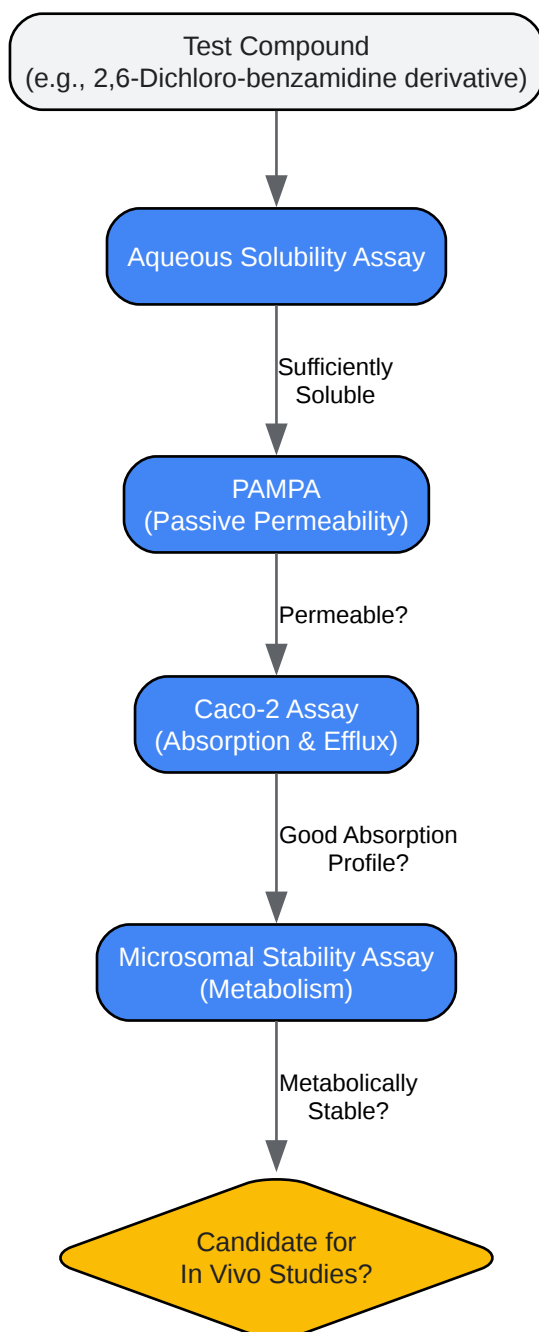 Test Compound
(e.g., 2,6-Dichloro-benzamidine derivative)
Aqueous Solubility Assay
Sufficiently
Soluble
PAMPA
(Passive Permeability)
Permeable?
Caco-2 Assay
(Absorption & Efflux)
Good Absorption
Profile?
Microsomal Stability Assay
(Metabolism)
Metabolically
Stable?
Candidate for
In Vivo Studies?